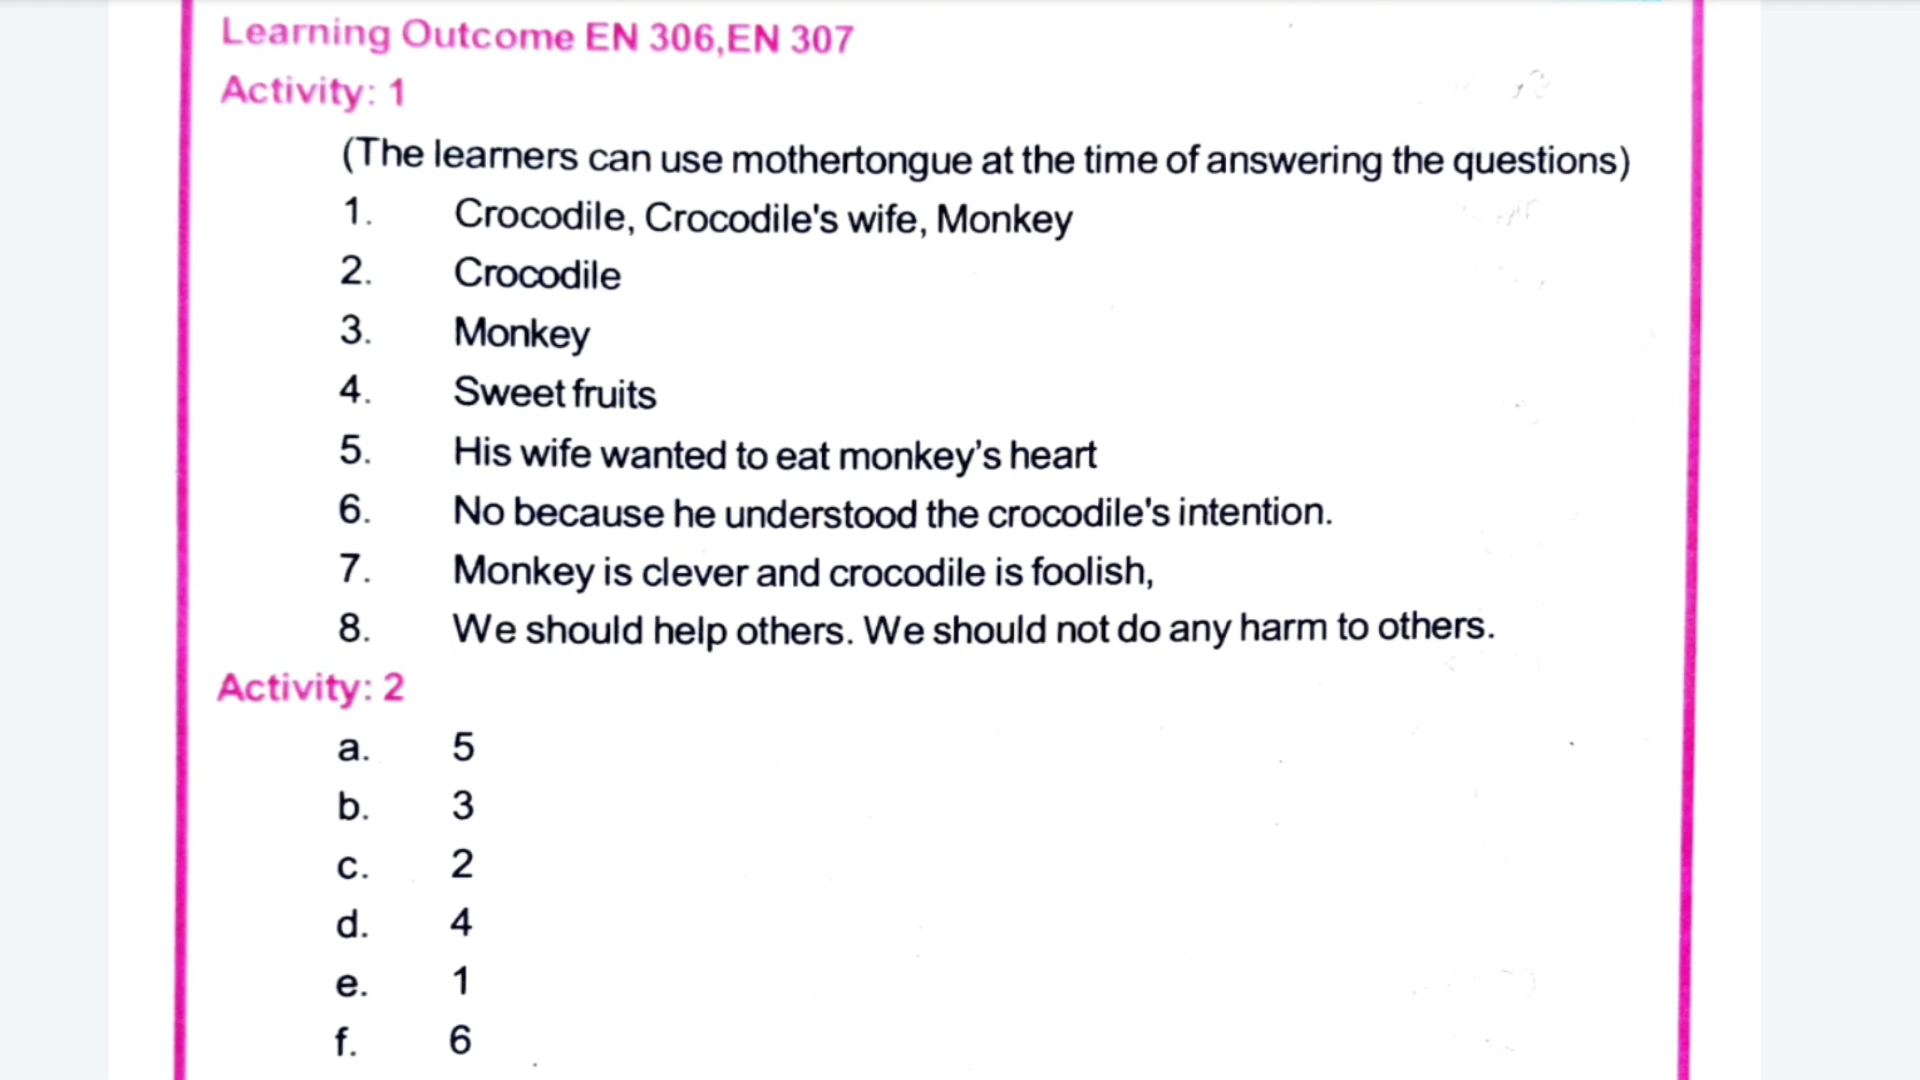 Learning Outcome EN 306,EN 307
Activity: 1
(The learners can use mothertongue at the time of answering the questions)
1. Crocodile, Crocodile's wife, Monkey
2. Crocodile
3. Monkey
4. Sweet fruits
5. His wife wanted to eat monkey's heart
6. No because he understood the crocodile's intention.
7. Monkey is clever and crocodile is foolish,
8. We should help others. We should not do any harm to others.
Activity: 2
a. 5
b. 3
c. 2
d. 4
e. 1
f. 6